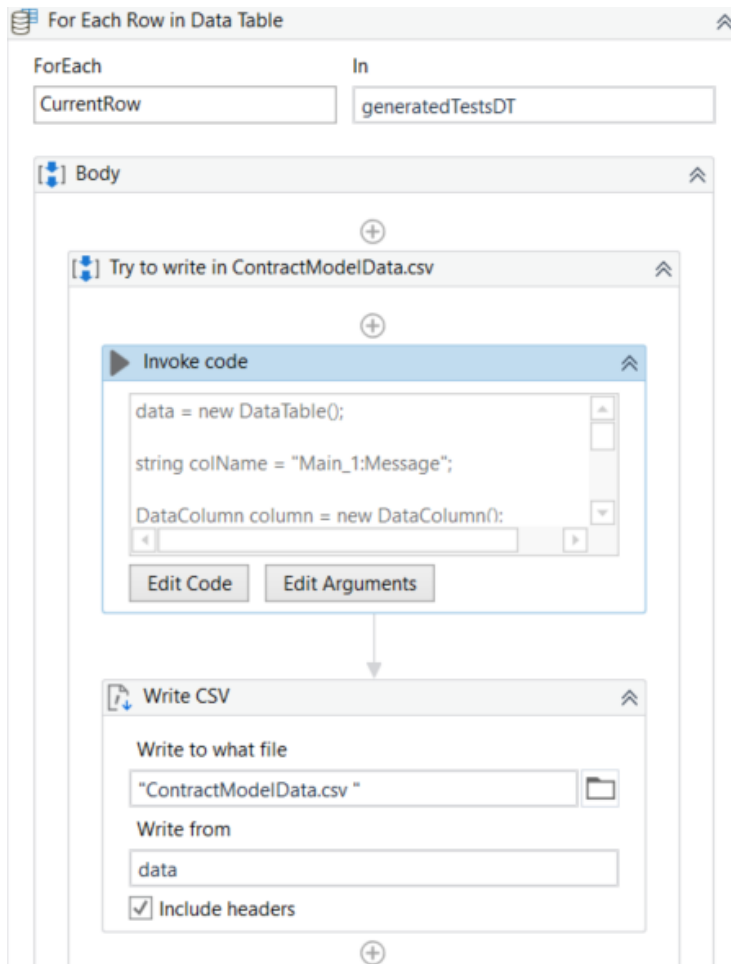 For Each Row in Data Table
ForEach In
CurrentRow generatedTestsDT
Body
Try to write in ContractModelData.csv
Invoke code
data = new DataTable();
string colName = "Main_1:Message";
DataColumn column = new DataColumn();
Edit Code Edit Arguments
Write CSV
Write to what file
"ContractModelData.csv "
Write from
data
Include headers